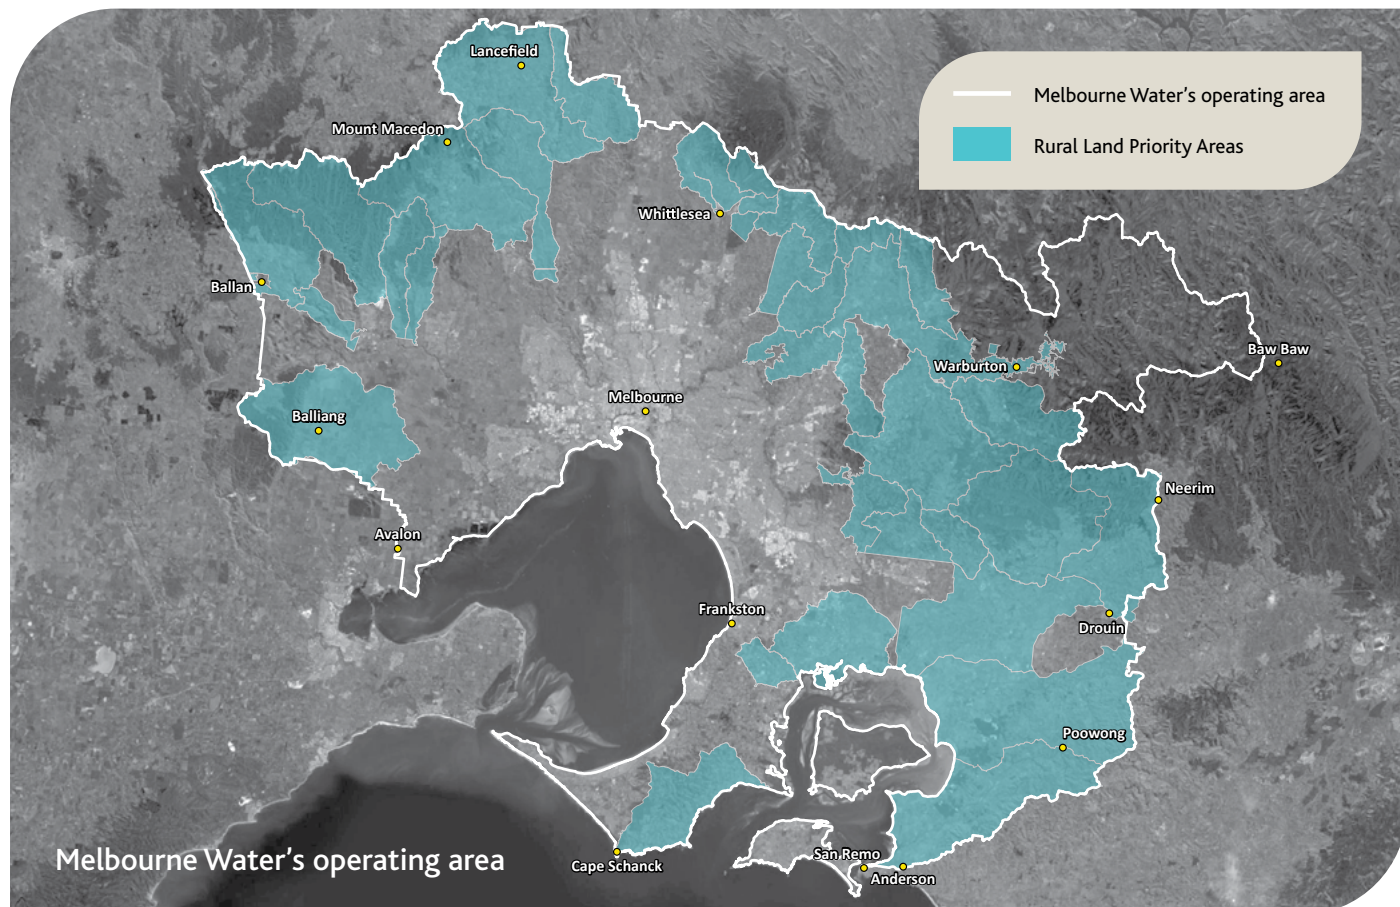 Lancefield
Melbourne Water's operating area
Mount Macedon
Rural Land Priority Areas
Whittlesea
Ballan
Baw Baw
Warburton
Melbourne
Balliang
Neerim
Avalon
Frankston
Drouin
Poowong
San Remo
Melbourne Water's operating area
Cape Schanck
Anderson